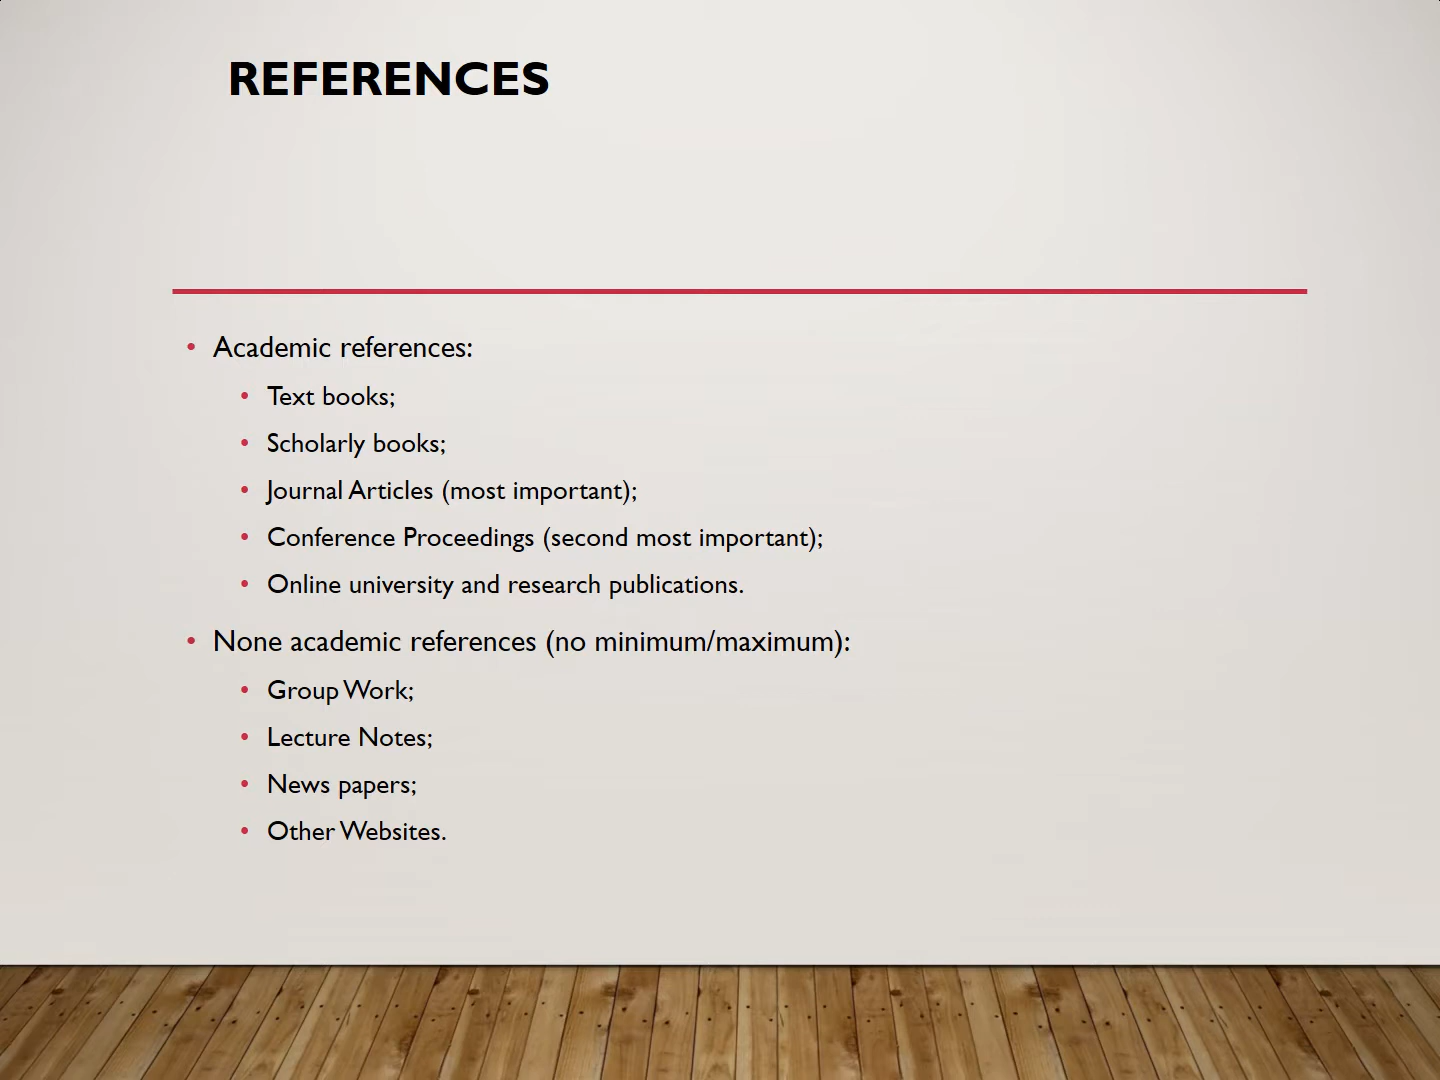 REFERENCES
• Academic references:
• Text books;
• Scholarly books;
• Journal Articles (most important);
• Conference Proceedings (second most important);
• Online university and research publications.
• None academic references (no minimum/maximum):
• Group Work;
• Lecture Notes;
• News papers;
• Other Websites.